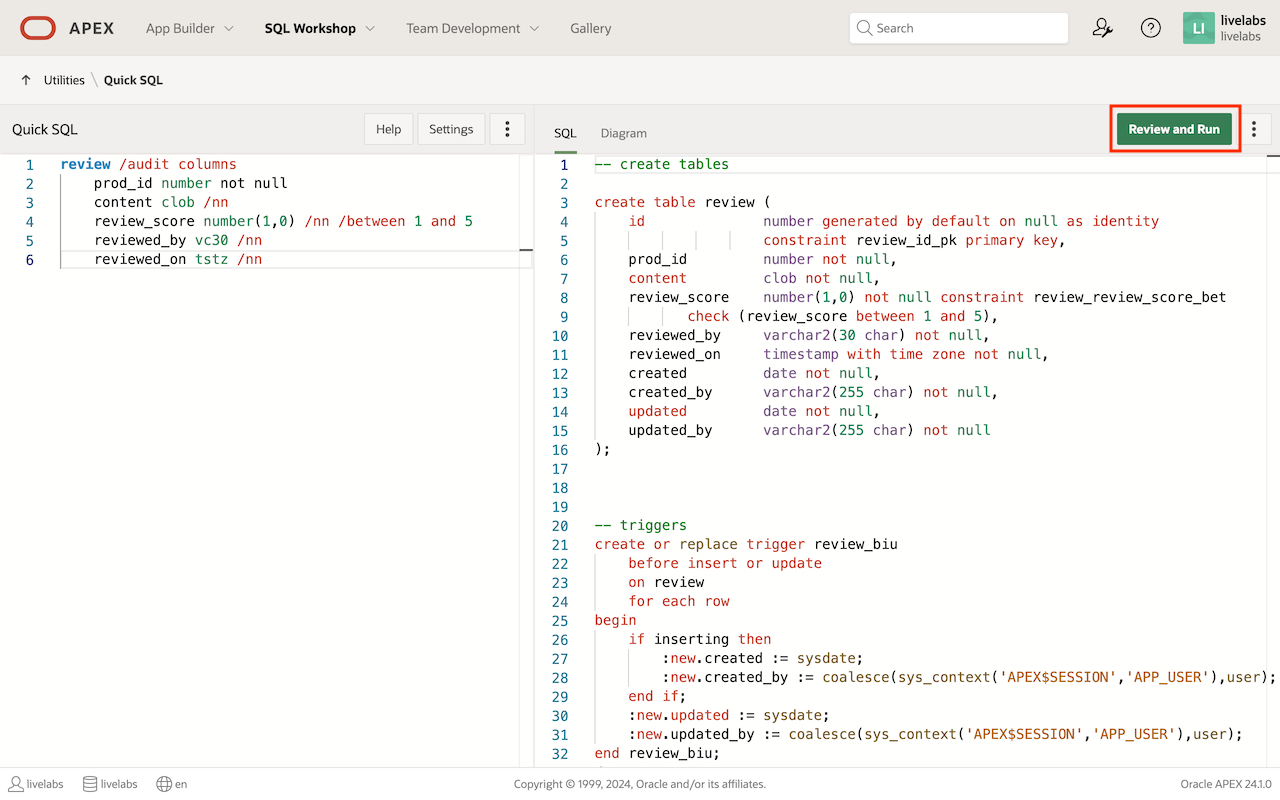 APEX App Builder SQL Workshop Team Development Gallery Search LI livelabs
livelabs
Utilities \ Quick SQL
Quick SQL Help Settings SQL Diagram Review and Run
1 review /audit columns
2 prod_id number not null
3 content clob /nn
4 review_score number(1,0) /nn /between 1 and 5
5 reviewed_by vc30 /nn
6 reviewed_on tstz /nn
1 -- create tables
2
3 create table review (
4 id number generated by default on null as identity
5 constraint review_id_pk primary key,
6 prod_id number not null,
7 content clob not null,
8 review_score number(1,0) not null constraint review_review_score_bet
9 check (review_score between 1 and 5),
10 reviewed_by varchar2(30 char) not null,
11 reviewed_on timestamp with time zone not null,
12 created date not null,
13 created_by varchar2(255 char) not null,
14 updated date not null,
15 updated_by varchar2(255 char) not null
16 );
17
18
19
20 -- triggers
21 create or replace trigger review_biu
22 before insert or update
23 on review
24 for each row
25 begin
26 if inserting then
27 :new.created := sysdate;
28 :new.created_by := coalesce(sys_context('APEX$SESSION','APP_USER'),user);
29 end if;
30 :new.updated := sysdate;
31 :new.updated_by := coalesce(sys_context('APEX$SESSION','APP_USER'),user);
32 end review_biu;
livelabs livelabs en Copyright © 1999, 2024, Oracle and/or its affiliates. Oracle APEX 24.1.0